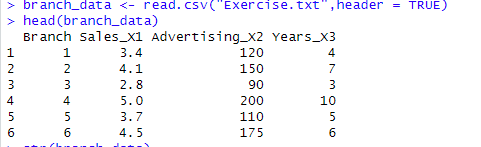 > branch_data <- read.csv("Exercise.txt",header = TRUE)
> head(branch_data)
  Branch Sales_X1 Advertising_X2 Years_X3
1      1      3.4            120        4
2      2      4.1            150        7
3      3      2.8             90        3
4      4      5.0            200       10
5      5      3.7            110        5
6      6      4.5            175        6
> str(branch_data)